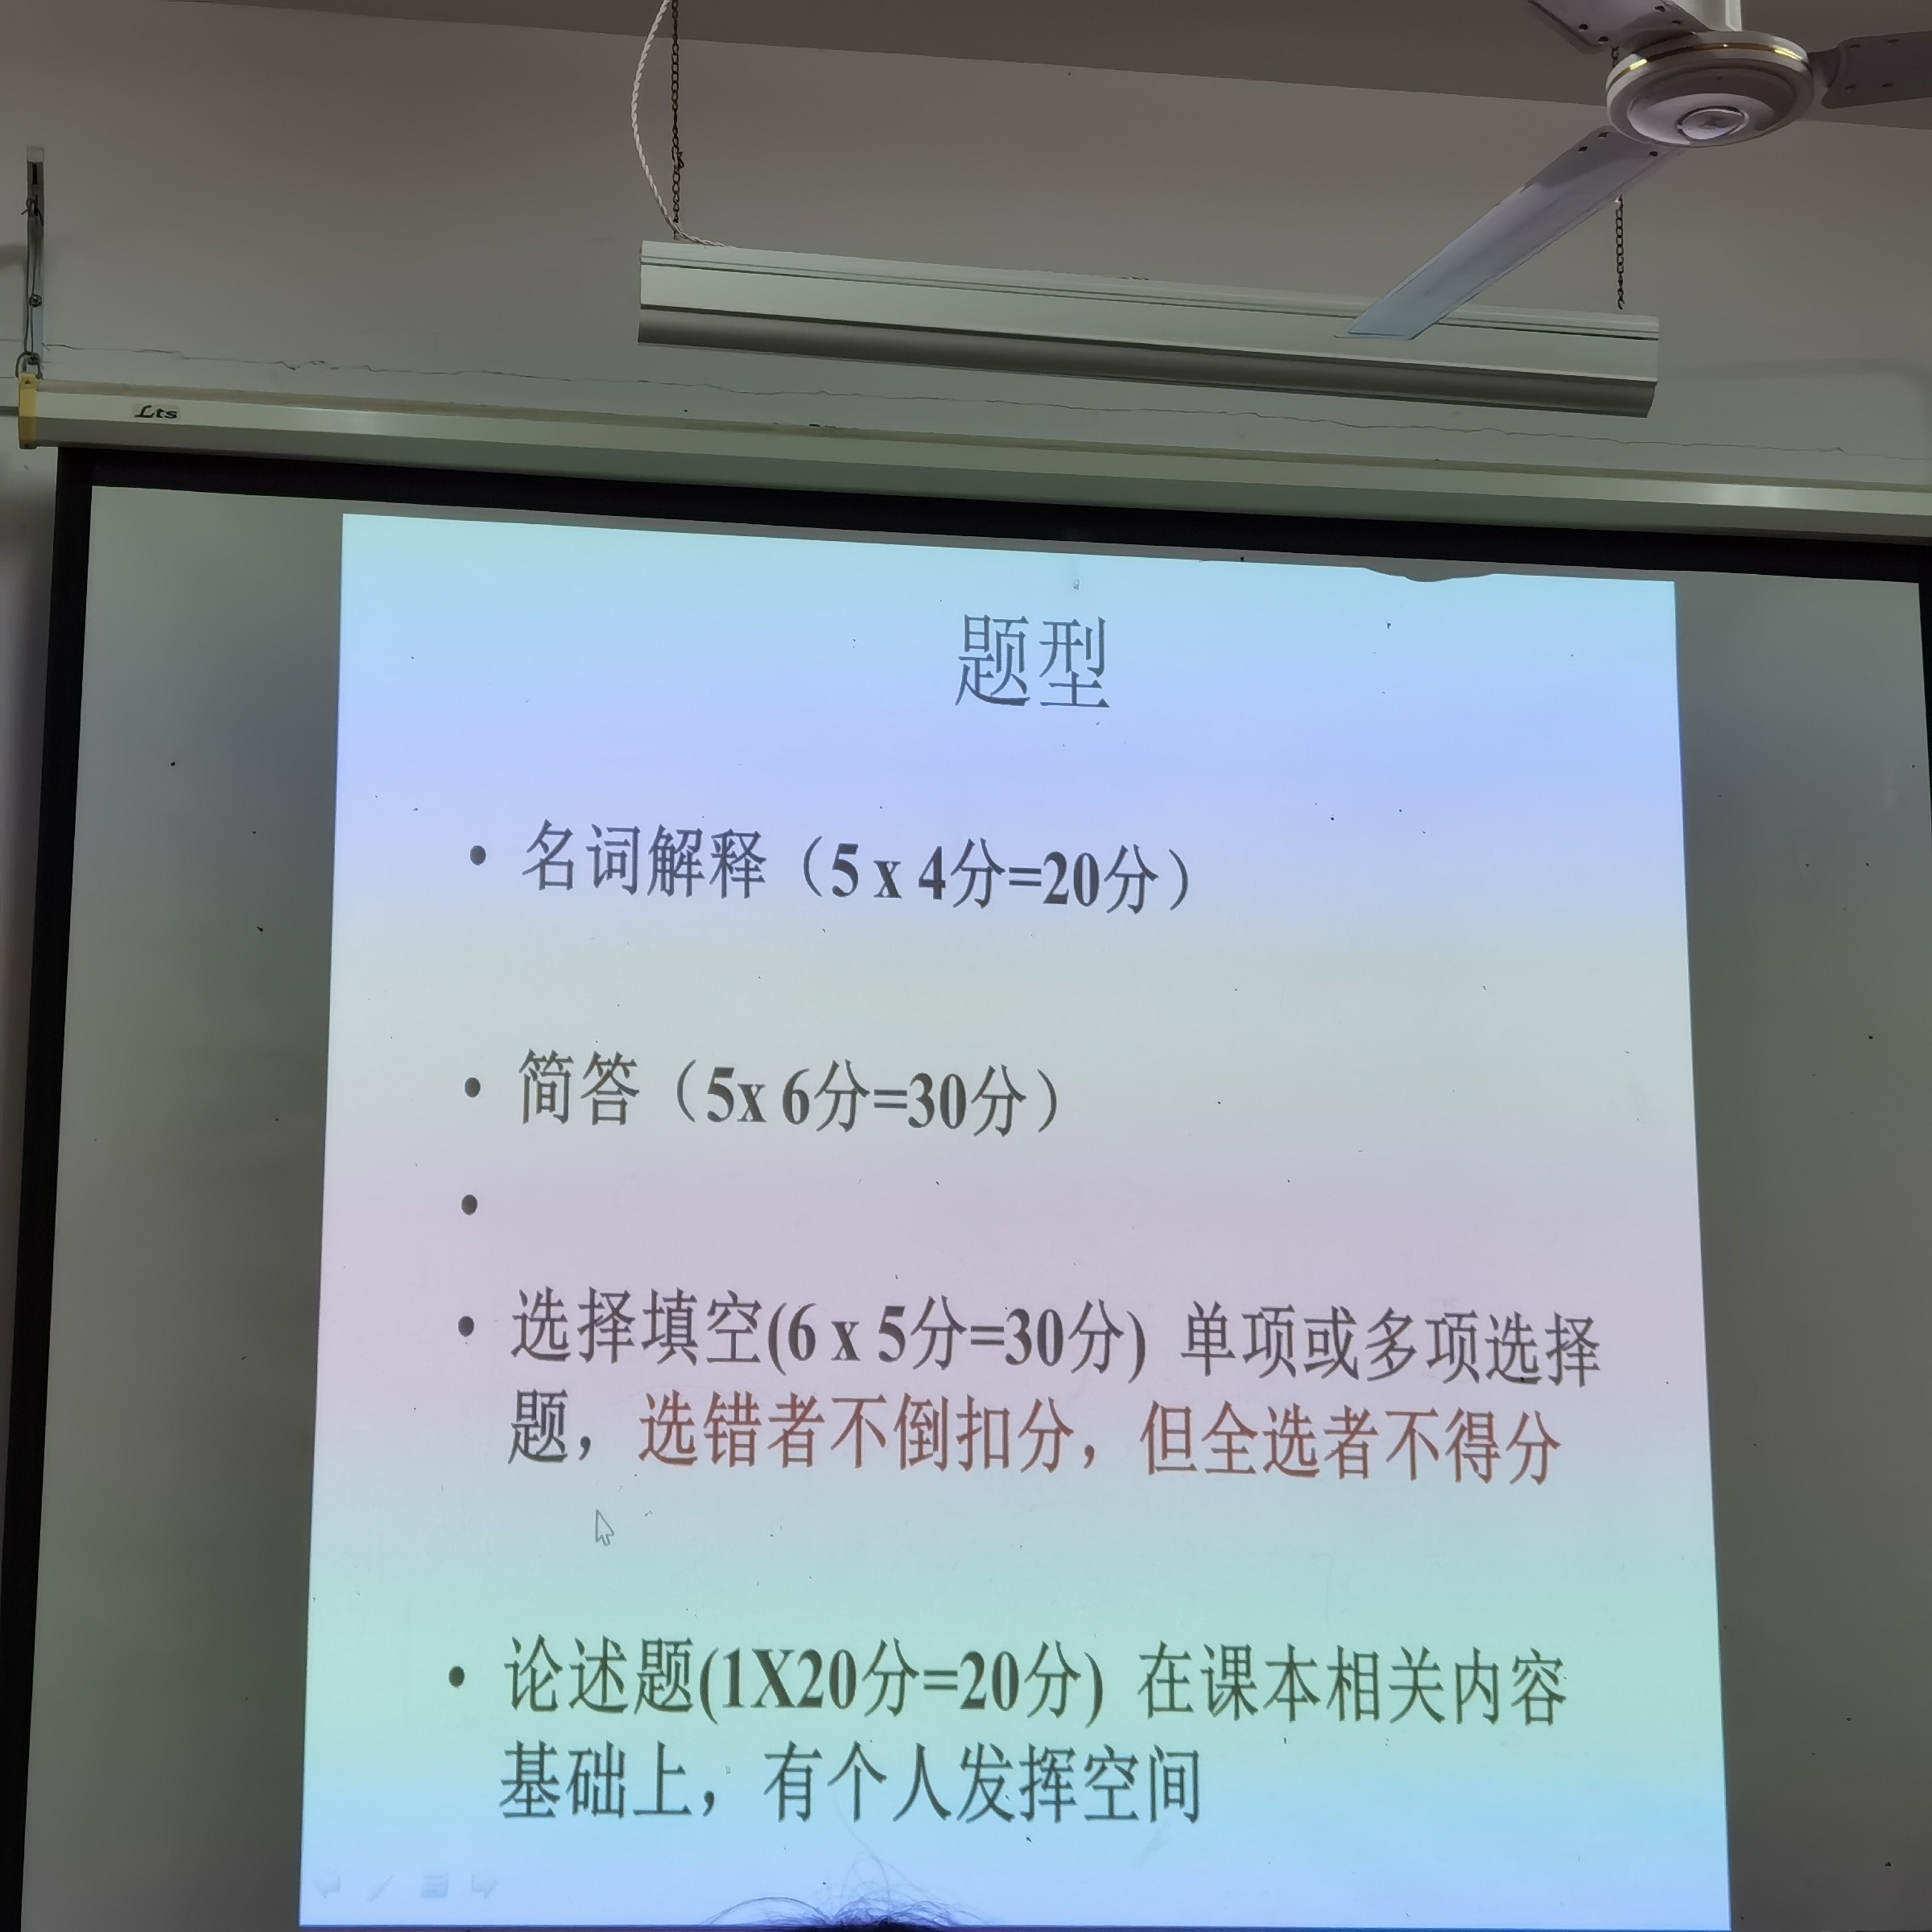 Lts
题型
• 名词解释（5 x 4分=20分）
• 简答（5x 6分=30分）
•
• 选择填空(6 x 5分=30分) 单项或多项选择
题，选错者不倒扣分，但全选者不得分
• 论述题(1X20分=20分) 在课本相关内容
基础上，有个人发挥空间